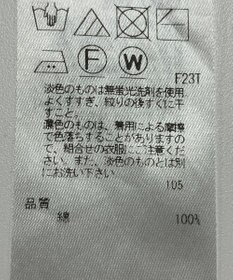 F
W
F23T
淡色のものは無蛍光洗剤を使用、
よくすすぎ、絞りの後すぐに干
すこと。
濃色のものは、着用による摩擦
で色落ちすることがありますの
で、組合せの衣服にご注意くだ
さい。また、淡色のものとは別
にお洗い下さい
105
品質
綿 100%